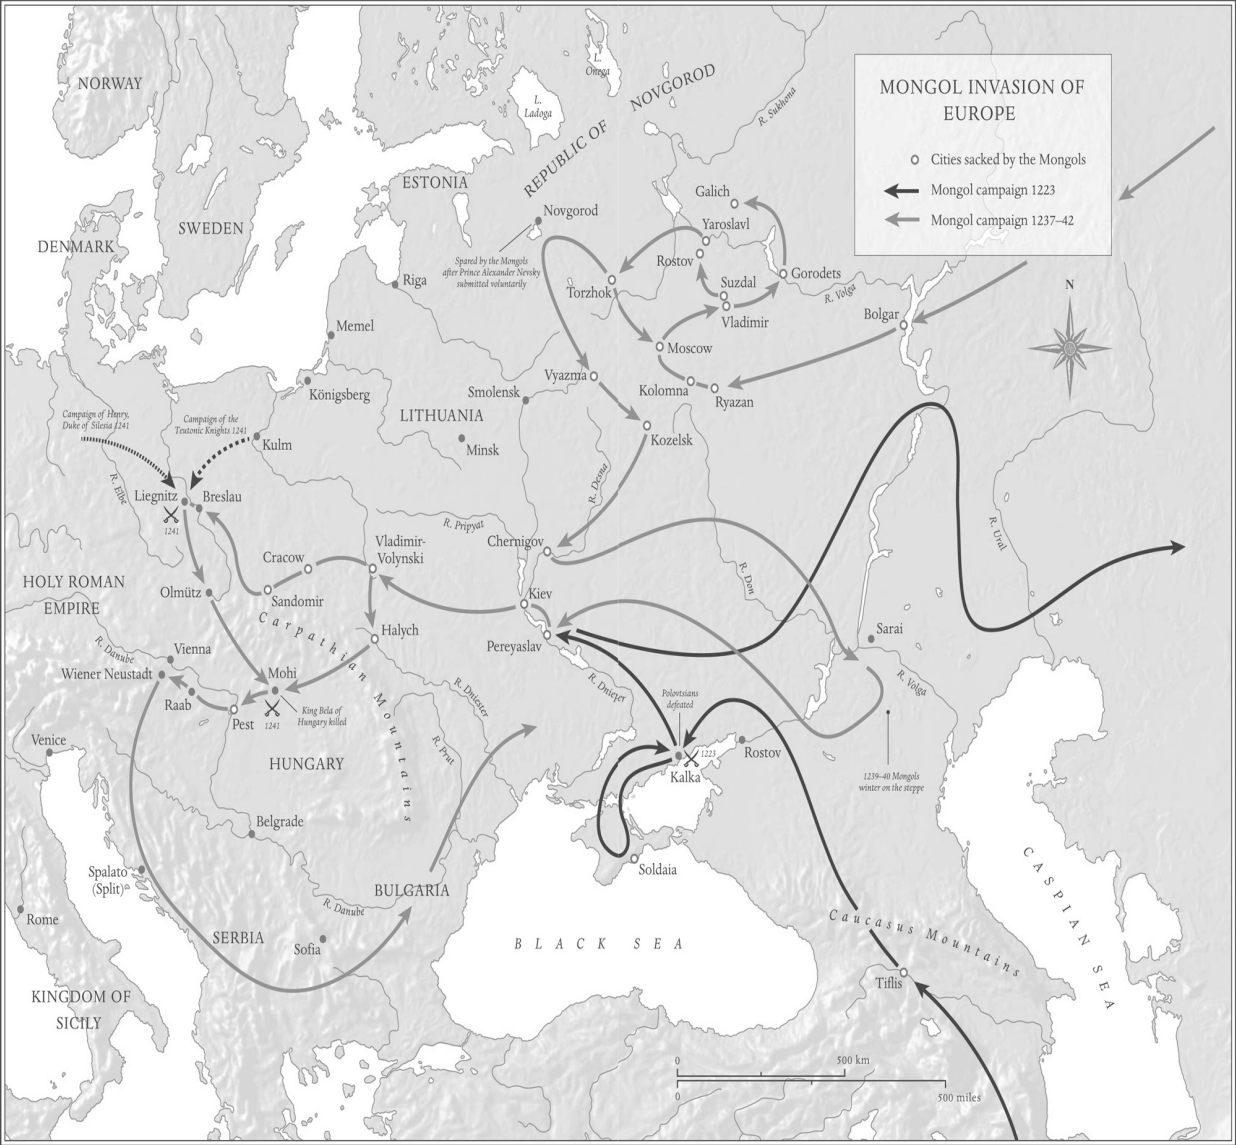 MONGOL INVASION OF
EUROPE
Cities sacked by the Mongols
Mongol campaign 1223
Mongol campaign 1237–42
NORWAY
L.
Onega
L.
Ladoga
REPUBLIC OF NOVGOROD
R. Sukhona
ESTONIA
Galich
Novgorod
Yaroslavl
SWEDEN
DENMARK
Spared by the Mongols
after Prince Alexander Nevsky
submitted voluntarily
Rostov
Riga
Torzhok
Suzdal
Gorodets
R. Volga
N
Vladimir
Bolgar
Memel
Moscow
Vyazma
Königsberg
Smolensk
Kolomna
Ryazan
Campaign of Henry,
Duke of Silesia 1241
Campaign of the
Teutonic Knights 1241
LITHUANIA
Kulm
Minsk
Kozelsk
R. Elbe
Liegnitz
Breslau
1241
R. Desna
R. Pripyat
R. Ural
Vladimir-
Volynski
Chernigov
Cracow
HOLY ROMAN
EMPIRE
Olmütz
Sandomir
Kiev
R. Don
Carpathian Mountains
Halych
Pereyaslav
Sarai
R. Danube
Vienna
Wiener Neustadt
Mohi
R. Dniester
R. Dnieper
R. Volga
Raab
Pest
1241
King Bela of
Hungary killed
Polovtsians
defeated
Venice
R. Prut
HUNGARY
1223
Rostov
Kalka
1239–40 Mongols
winter on the steppe
Belgrade
Spalato
(Split)
BULGARIA
Soldaia
R. Danube
CASPIAN SEA
Rome
SERBIA
Sofia
BLACK SEA
Caucasus Mountains
Tiflis
KINGDOM OF
SICILY
0
500 km
0
500 miles